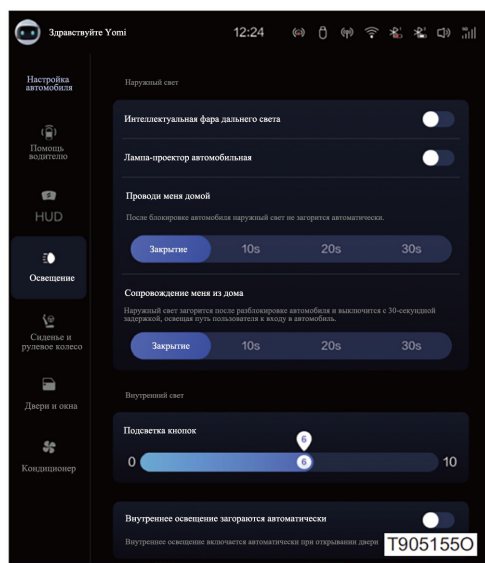 Здравствуйте Yomi
12:24
Настройка
автомобиля
Помощь
водителю
HUD
Освещение
Сиденье и
рулевое колесо
Двери и окна
Кондиционер
Наружный свет
Интеллектуальная фара дальнего света
Лампа-проектор автомобильная
Проводи меня домой
После блокировке автомобиля наружный свет не загорится автоматически.
Закрытие 10s 20s 30s
Сопровождение меня из дома
Наружный свет загорится после разблокировке автомобиля и выключится с 30-секундной
задержкой, освещая путь пользователя к входу в автомобиль.
Закрытие 10s 20s 30s
Внутренний свет
Подсветка кнопок
6
0 6 10
Внутреннее освещение загораются автоматически
Внутреннее освещение включается автоматически при открывании двери
T905155O